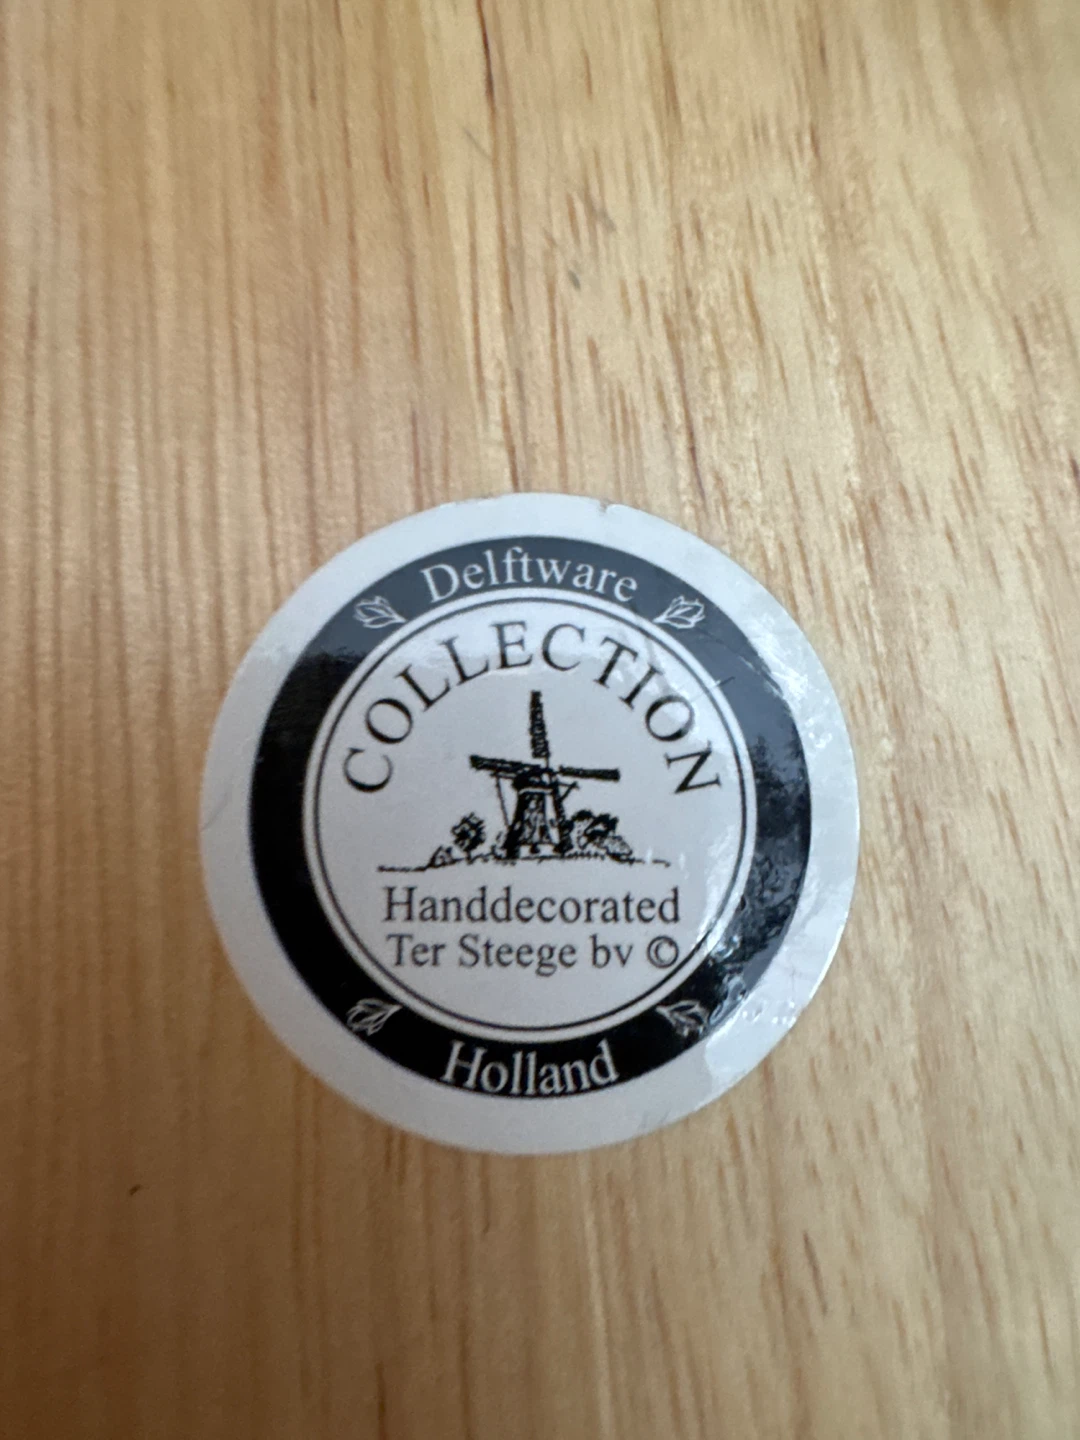 Delftware
COLLECTION
Handdecorated
Ter Steege bv ©
Holland